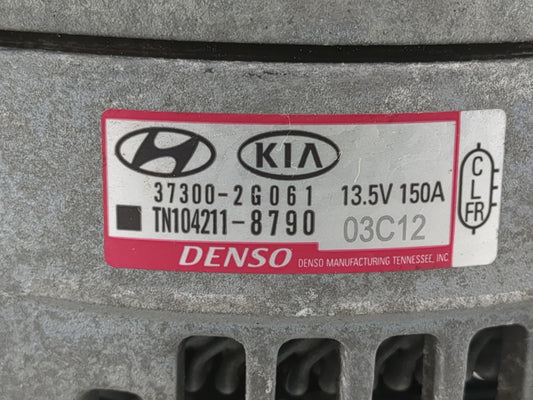 KIA
37300-2G061 13.5V 150A
TN104211-8790 03C12
DENSO DENSO MANUFACTURING TENNESSEE, INC
C
L
FR